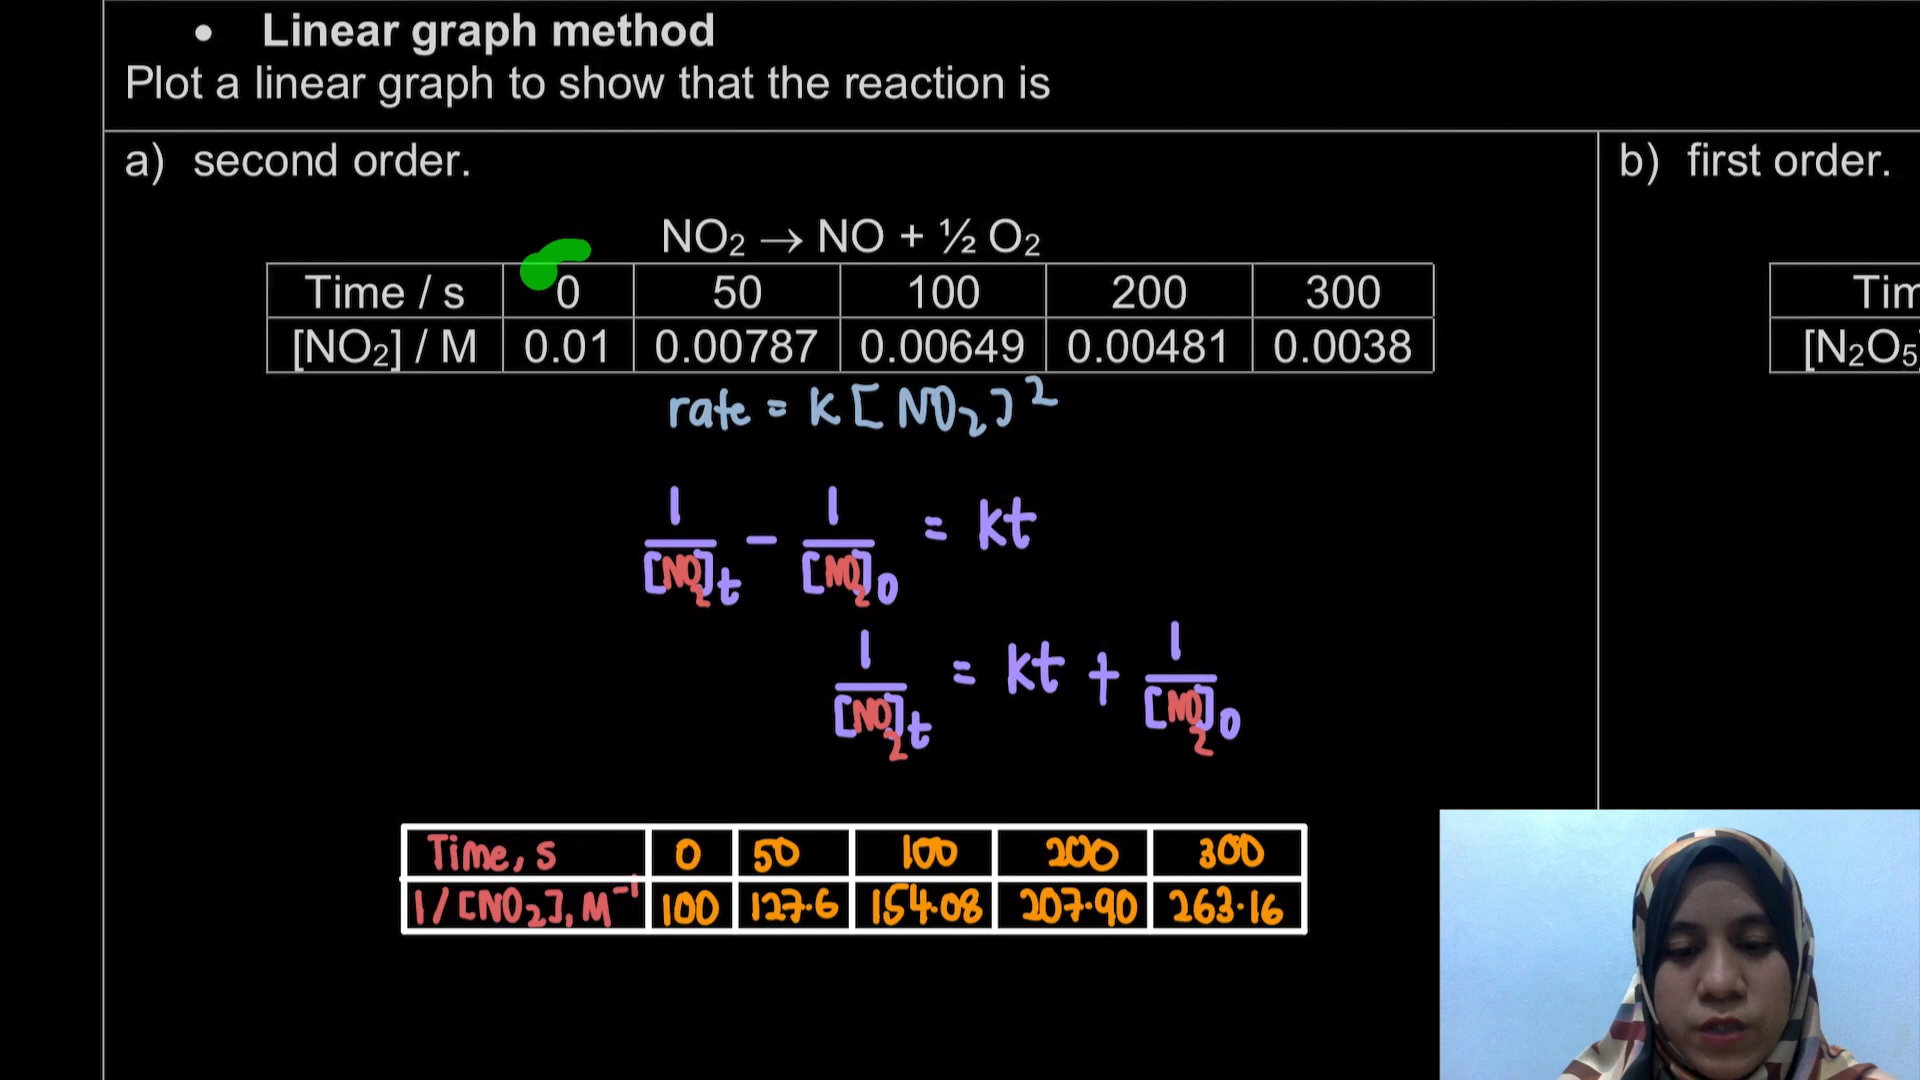 • Linear graph method
Plot a linear graph to show that the reaction is
a) second order.
NO₂ → NO + ½ O₂
Time / s 0 50 100 200 300
[NO₂] / M 0.01 0.00787 0.00649 0.00481 0.0038
rate = k [NO₂]²
1/[NO₂]t − 1/[NO₂]0 = kt
1/[NO₂]t = kt + 1/[NO₂]0
Time, s 0 50 100 200 300
1/[NO₂], M⁻¹ 100 127.6 154.08 207.90 263.16
b) first order.
Tim
[N₂O₅